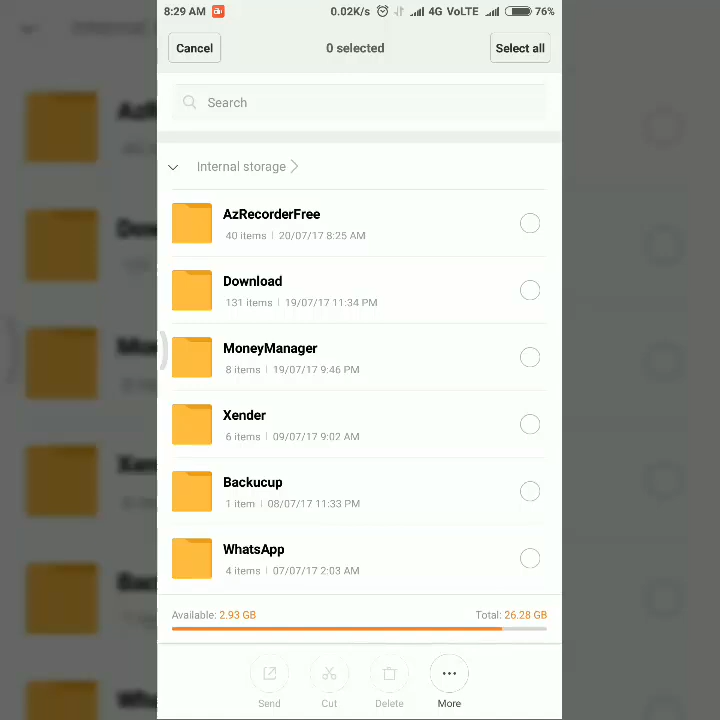 8:29 AM 0.02K/s 4G VoLTE 76%
Cancel 0 selected Select all
Search
Internal storage
AzRecorderFree
40 items | 20/07/17 8:25 AM
Download
131 items | 19/07/17 11:34 PM
MoneyManager
8 items | 19/07/17 9:46 PM
Xender
6 items | 09/07/17 9:02 AM
Backucup
1 item | 08/07/17 11:33 PM
WhatsApp
4 items | 07/07/17 2:03 AM
Available: 2.93 GB Total: 26.28 GB
Send Cut Delete More